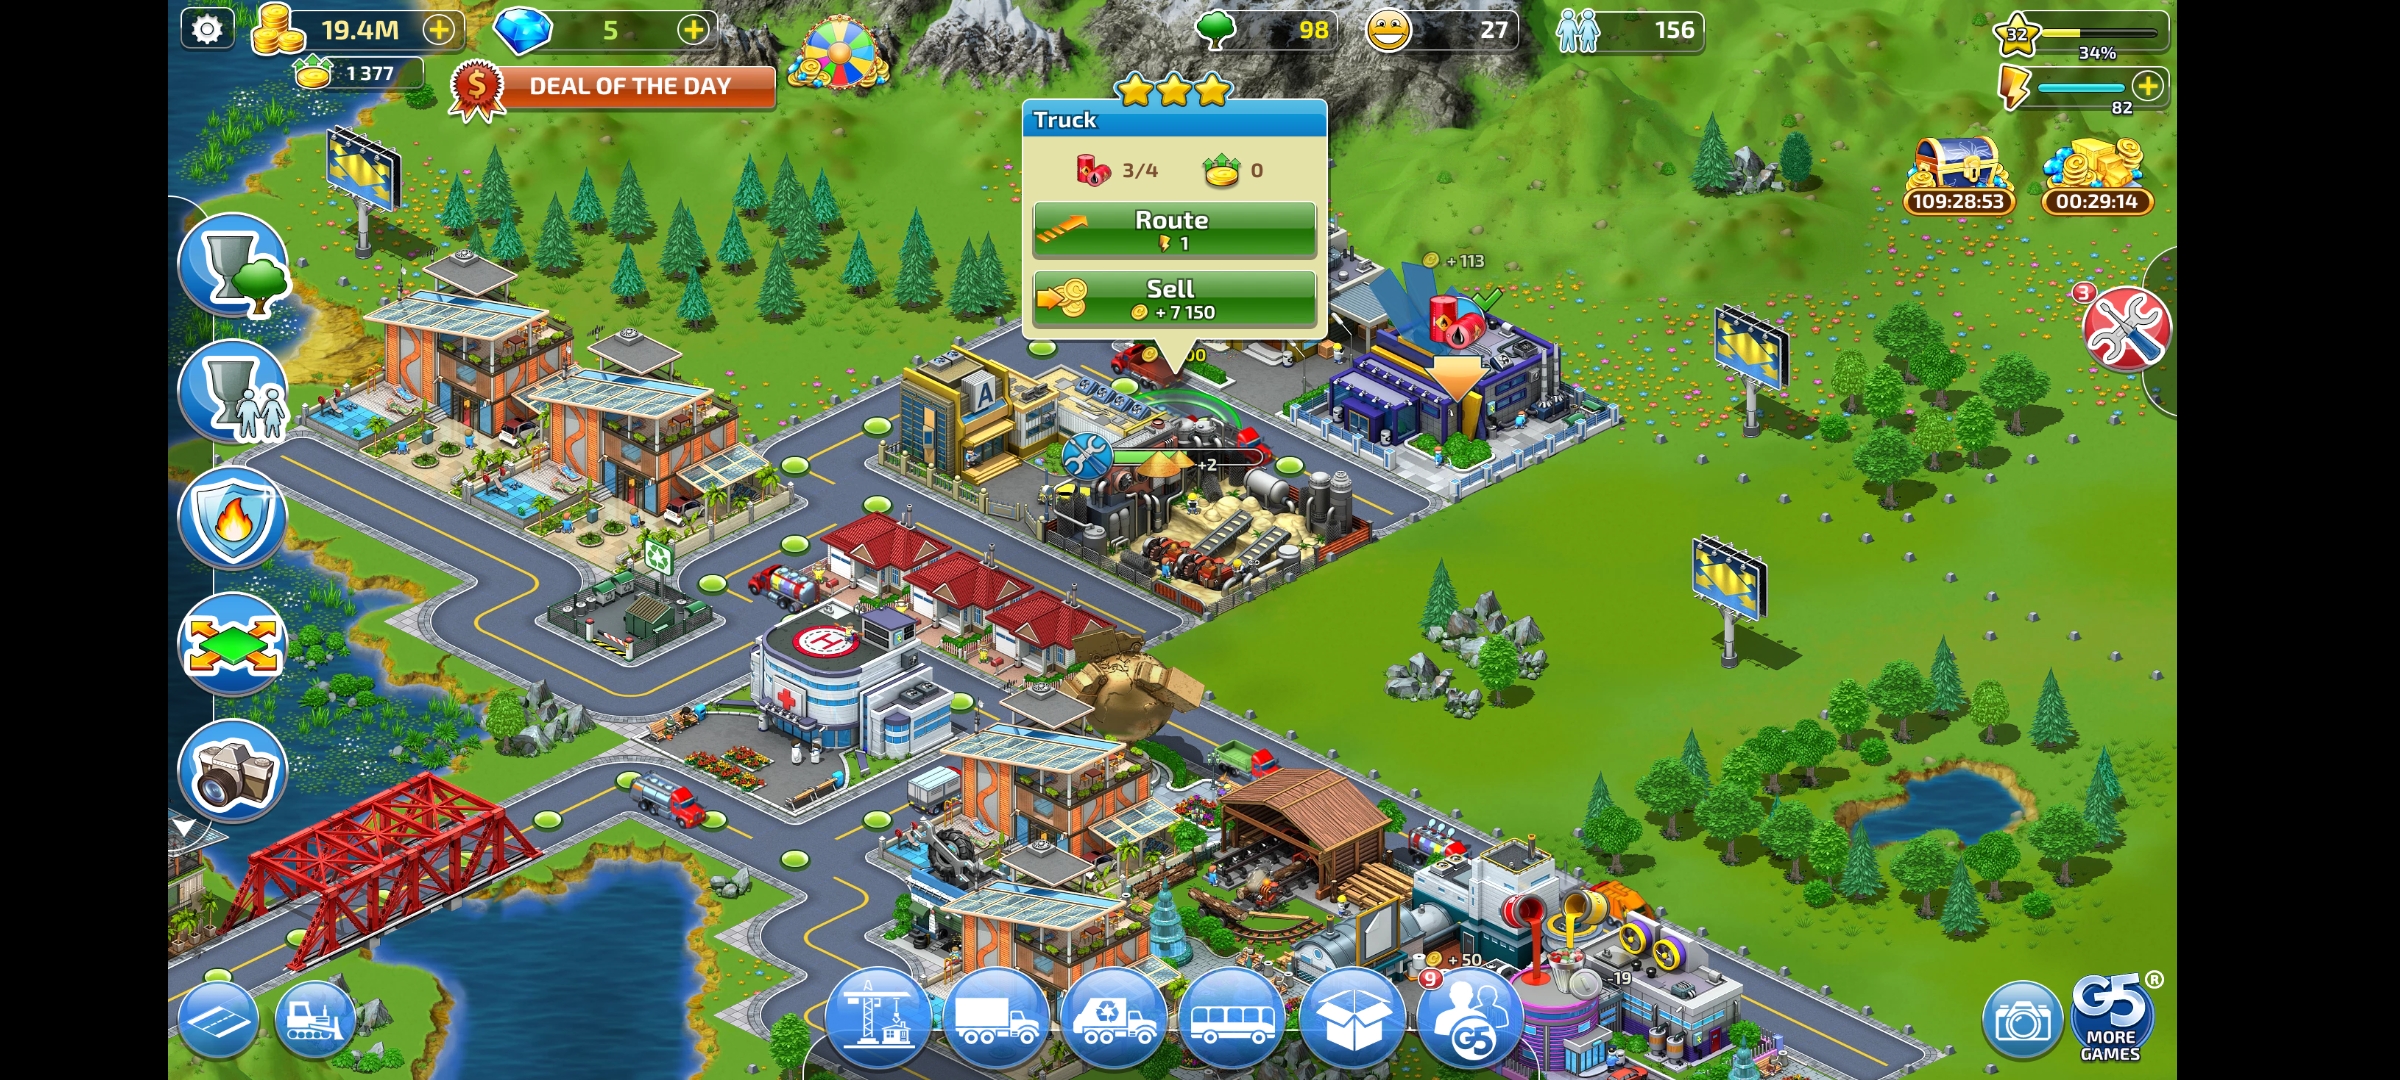 19.4M
5
98
27
156
32
34%
1 377
DEAL OF THE DAY
82
Truck
3/4
0
Route
1
Sell
+ 7 150
109:28:53
00:29:14
+ 113
3
A
+2
H
+ 50
-19
9
A
G5
G5
®
MORE
GAMES